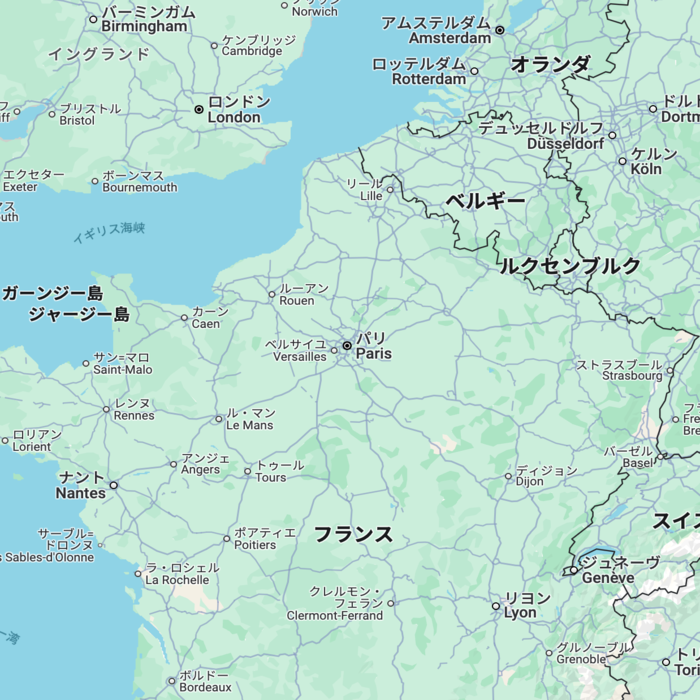 バーミンガム
Birmingham
Norwich
アムステルダム
Amsterdam
イングランド
ケンブリッジ
Cambridge
ロッテルダム
Rotterdam
オランダ
ブリストル
Bristol
ロンドン
London
デュッセルドルフ
Düsseldorf
ケルン
Köln
エクセター
Exeter
ボーンマス
Bournemouth
リール
Lille
ベルギー
イギリス海峡
ルクセンブルク
ガーンジー島
ジャージー島
ルーアン
Rouen
カーン
Caen
パリ
Paris
ベルサイユ
Versailles
サン=マロ
Saint-Malo
ストラスブール
Strasbourg
レンヌ
Rennes
ル・マン
Le Mans
ロリアン
Lorient
アンジェ
Angers
トゥール
Tours
バーゼル
Basel
ディジョン
Dijon
ナント
Nantes
フランス
ポアティエ
Poitiers
サーブル=
ドロンヌ
s Sables-d'Olonne
スイス
ラ・ロシェル
La Rochelle
ジュネーヴ
Genève
クレルモン・
フェラン
Clermont-Ferrand
リヨン
Lyon
グルノーブル
Grenoble
ボルドー
Bordeaux